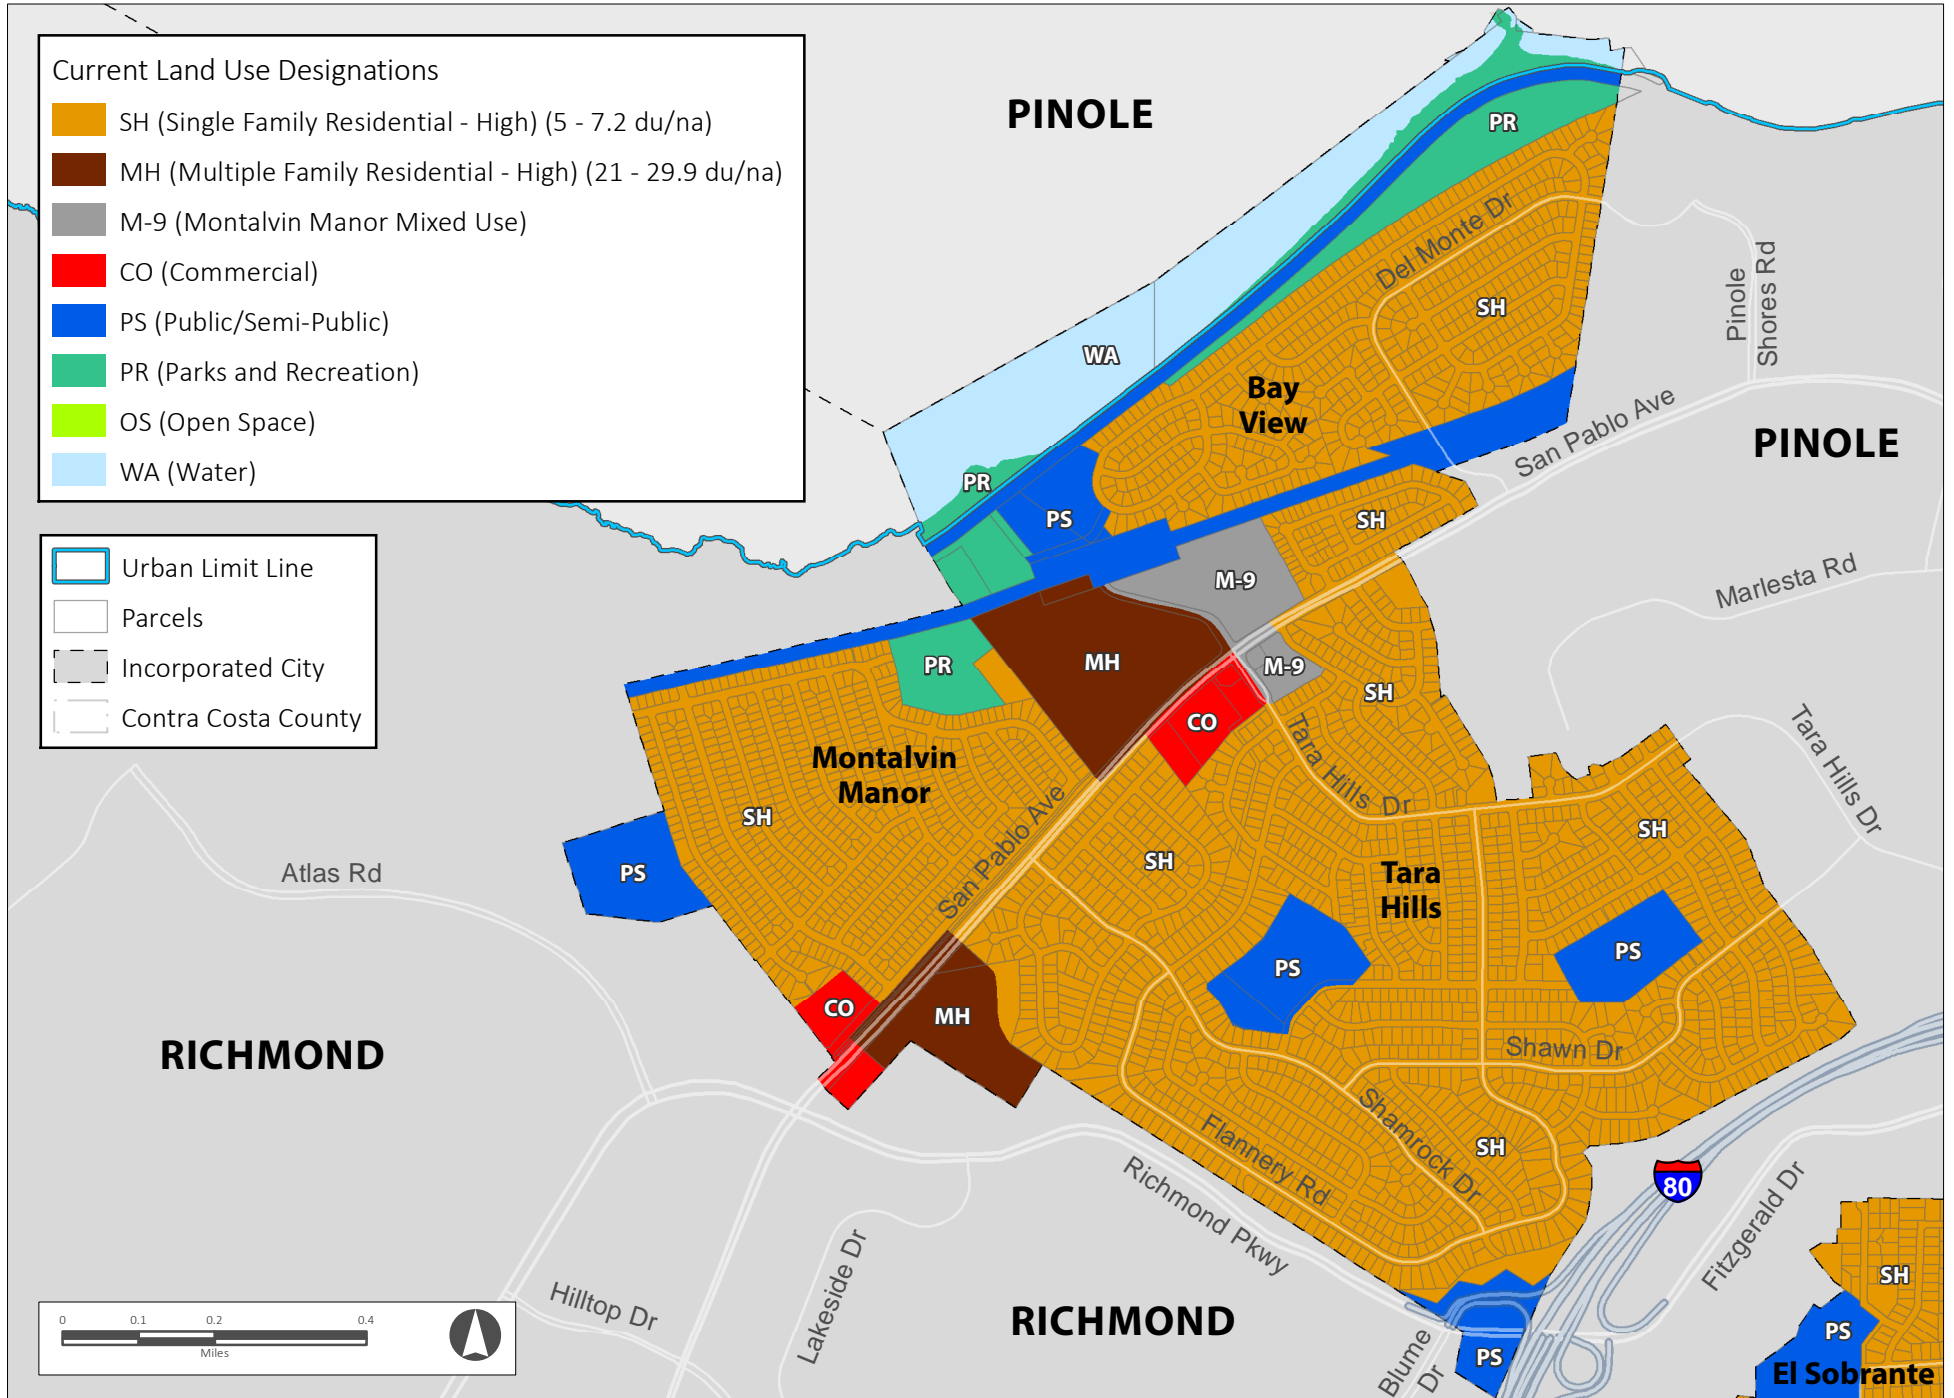 Current Land Use Designations
SH (Single Family Residential - High) (5 - 7.2 du/na)
MH (Multiple Family Residential - High) (21 - 29.9 du/na)
M-9 (Montalvin Manor Mixed Use)
CO (Commercial)
PS (Public/Semi-Public)
PR (Parks and Recreation)
OS (Open Space)
WA (Water)
Urban Limit Line
Parcels
Incorporated City
Contra Costa County
PINOLE
PR
Del Monte Dr
SH
Pinole
Shores Rd
WA
Bay
View
San Pablo Ave
PINOLE
PR
PS
SH
M-9
Marlesta Rd
PR
MH
M-9
SH
CO
Tara Hills Dr
Tara Hills Dr
Montalvin
Manor
SH
San Pablo Ave
SH
SH
Tara
Hills
PS
Atlas Rd
PS
PS
CO
MH
RICHMOND
Shawn Dr
Shamrock Dr
SH
Flannery Rd
Richmond Pkwy
80
Fitzgerald Dr
Lakeside Dr
Hilltop Dr
RICHMOND
Blume
Dr
PS
SH
PS
El Sobrante
0 0.1 0.2 0.4
Miles